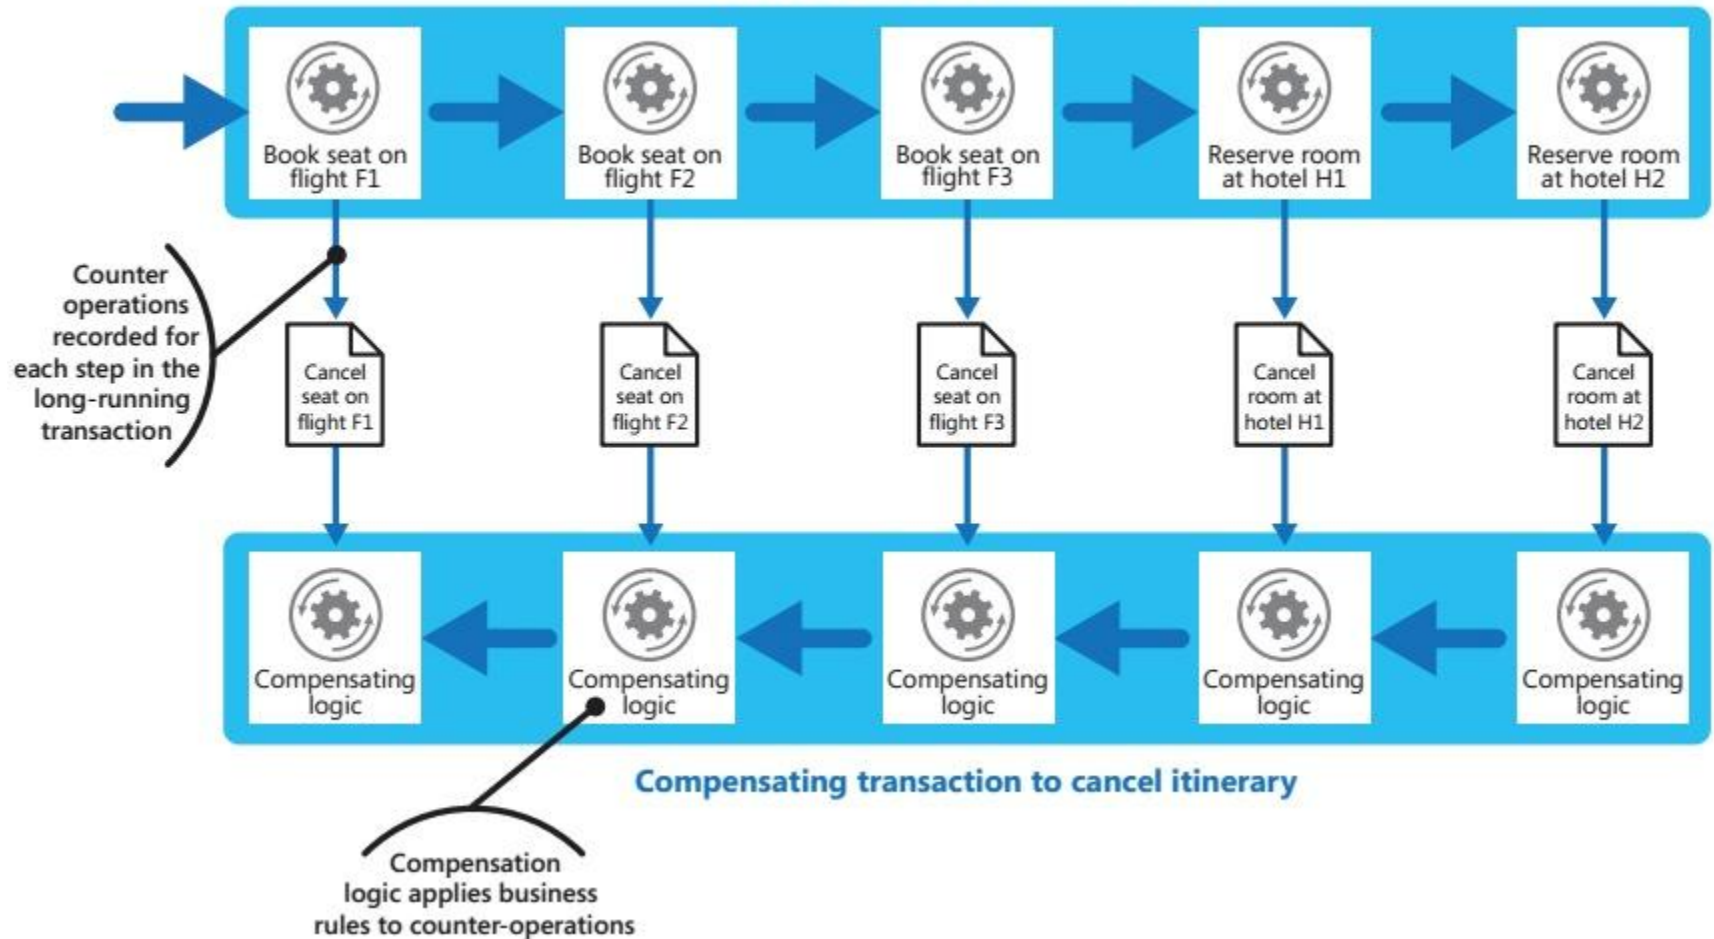 Book seat on
flight F1
Book seat on
flight F2
Book seat on
flight F3
Reserve room
at hotel H1
Reserve room
at hotel H2
Counter
operations
recorded for
each step in the
long-running
transaction
Cancel
seat on
flight F1
Cancel
seat on
flight F2
Cancel
seat on
flight F3
Cancel
room at
hotel H1
Cancel
room at
hotel H2
Compensating
logic
Compensating
logic
Compensating
logic
Compensating
logic
Compensating
logic
Compensating transaction to cancel itinerary
Compensation
logic applies business
rules to counter-operations